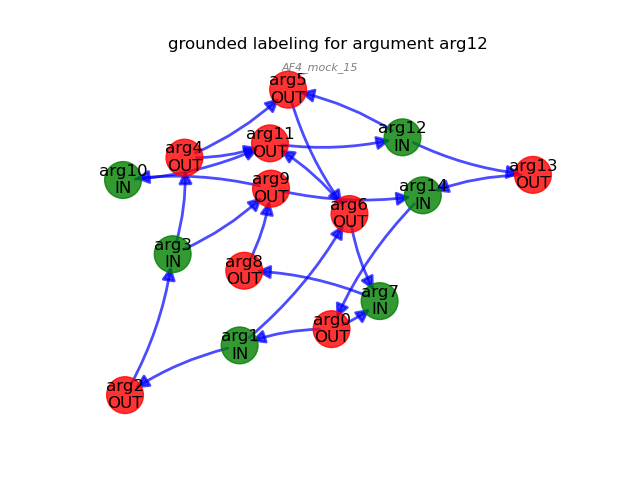 grounded labeling for argument arg12
AF4_mock_15
arg5
OUT
arg12
IN
arg11
OUT
arg4
OUT
arg13
OUT
arg10
IN
arg9
OUT
arg14
IN
arg6
OUT
arg3
IN
arg8
OUT
arg7
IN
arg0
OUT
arg1
IN
arg2
OUT